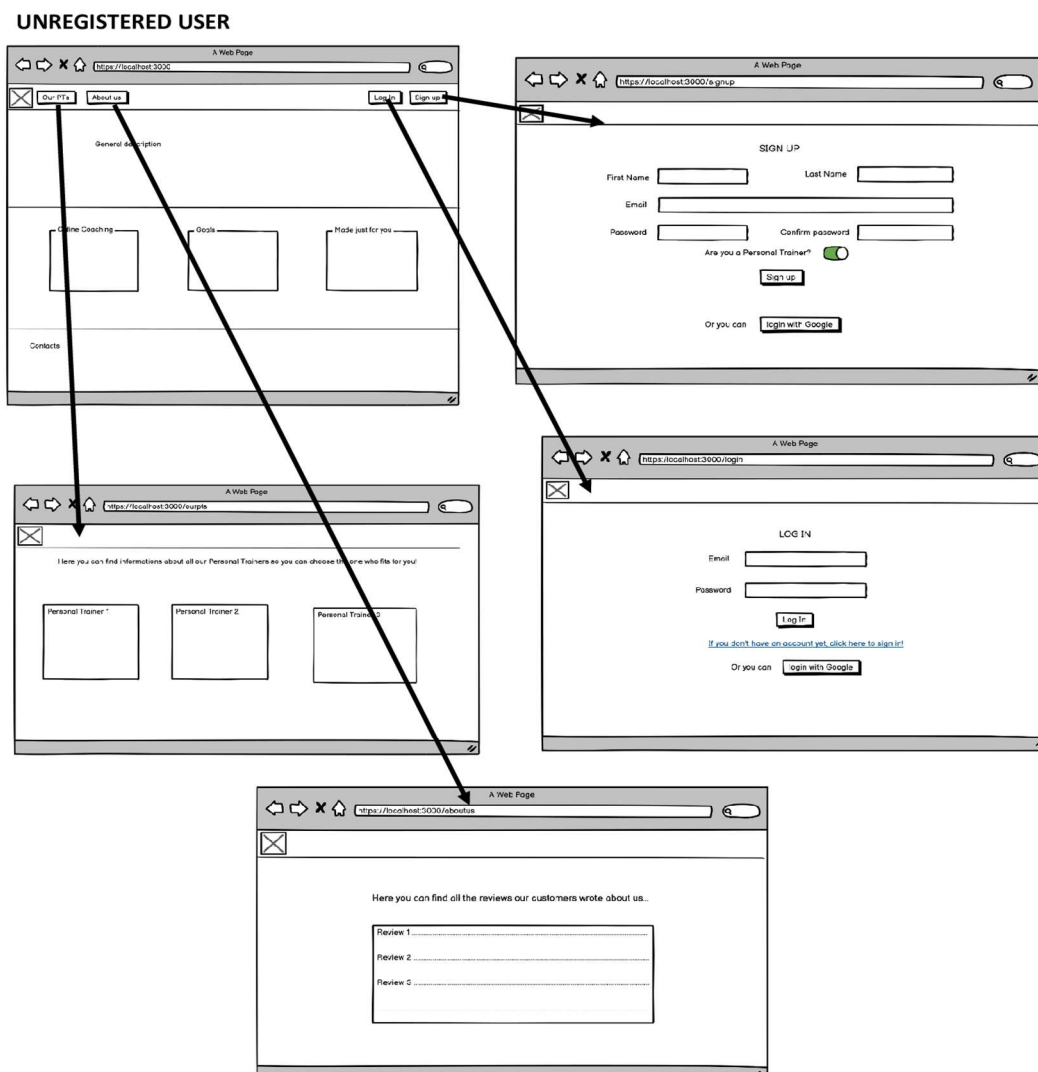 UNREGISTERED USER
A Web Page
https://localhost:3000
Our PTs
About us
Log In
Sign up
General description
Online Coaching
Goals
Made just for you
Contacts
A Web Page
https://localhost:3000/signup
SIGN UP
First Name
Last Name
Email
Password
Confirm password
Are you a Personal Trainer?
Sign up
Or you can
login with Google
A Web Page
https://localhost:3000/login
LOG IN
Email
Password
Log In
If you don't have an account yet, click here to sign in!
Or you can
login with Google
A Web Page
https://localhost:3000/ourpts
Here you can find informations about all our Personal Trainers so you can choose the one who fits for you!
Personal Trainer 1
Personal Trainer 2
Personal Trainer 3
A Web Page
https://localhost:3000/aboutus
Here you can find all the reviews our customers wrote about us...
Review 1
Review 2
Review 3